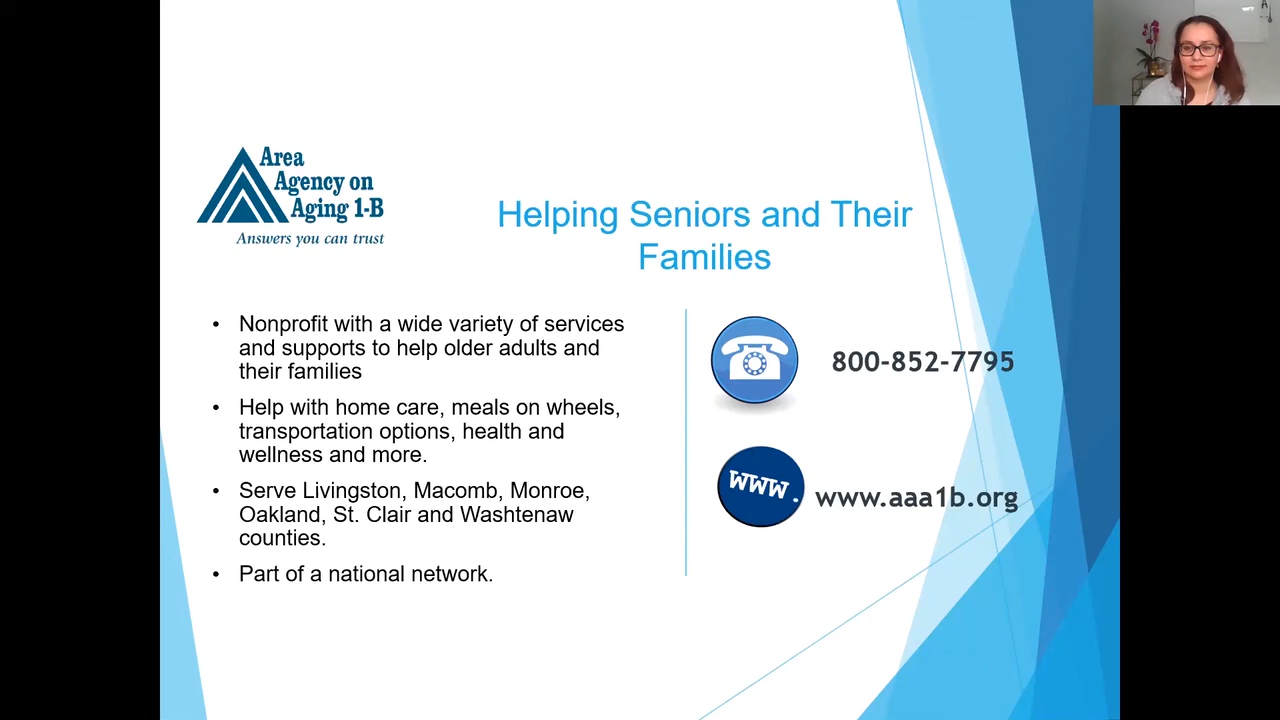 Area
Agency on
Aging 1-B
Answers you can trust
Helping Seniors and Their
Families
• Nonprofit with a wide variety of services
and supports to help older adults and
their families
• Help with home care, meals on wheels,
transportation options, health and
wellness and more.
• Serve Livingston, Macomb, Monroe,
Oakland, St. Clair and Washtenaw
counties.
• Part of a national network.
800-852-7795
www.
www.aaa1b.org